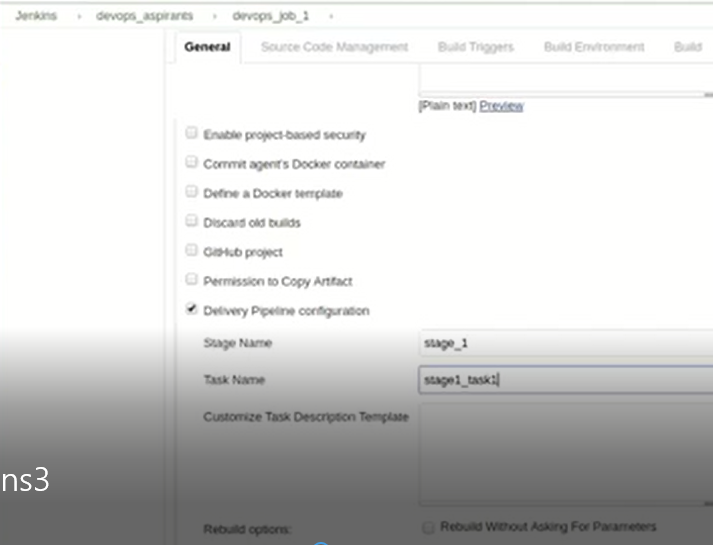 Jenkins › devops_aspirants › devops_job_1 ›
General Source Code Management Build Triggers Build Environment Build
[Plain text] Preview
Enable project-based security
Commit agent's Docker container
Define a Docker template
Discard old builds
GitHub project
Permission to Copy Artifact
Delivery Pipeline configuration
Stage Name stage_1
Task Name stage1_task1
Customize Task Description Template
ns3
Rebuild options: Rebuild Without Asking For Parameters